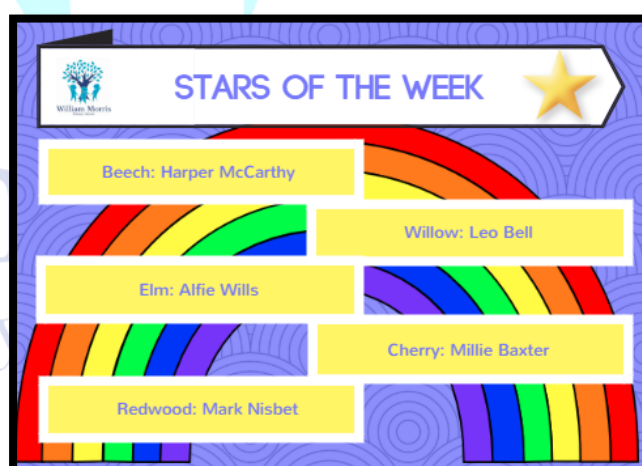 William Morris
STARS OF THE WEEK
Beech: Harper McCarthy
Willow: Leo Bell
Elm: Alfie Wills
Cherry: Millie Baxter
Redwood: Mark Nisbet